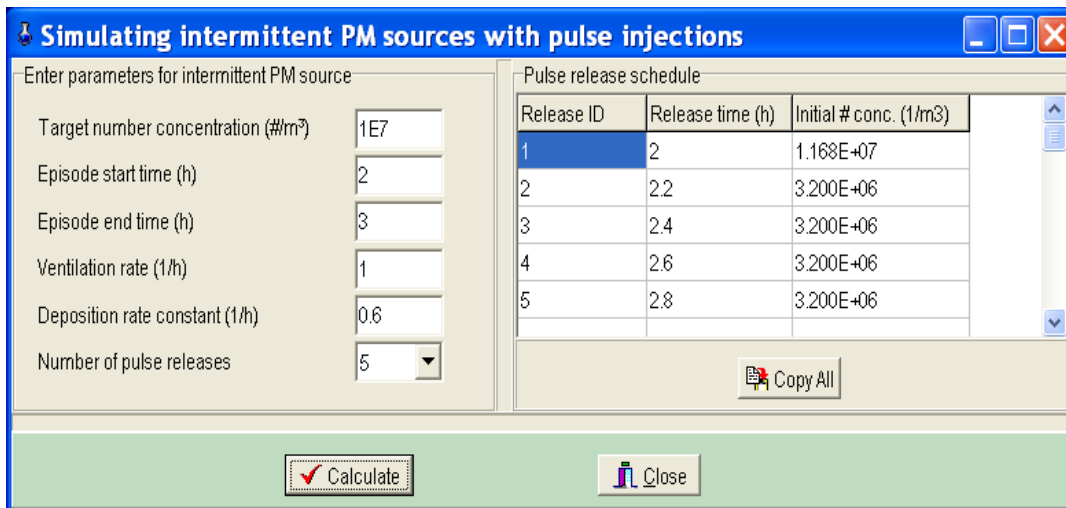 Simulating intermittent PM sources with pulse injections
Enter parameters for intermittent PM source
Target number concentration (#/m³) 1E7
Episode start time (h) 2
Episode end time (h) 3
Ventilation rate (1/h) 1
Deposition rate constant (1/h) 0.6
Number of pulse releases 5
Pulse release schedule
Release ID Release time (h) Initial # conc. (1/m3)
1 2 1.168E+07
2 2.2 3.200E+06
3 2.4 3.200E+06
4 2.6 3.200E+06
5 2.8 3.200E+06
Copy All
Calculate Close